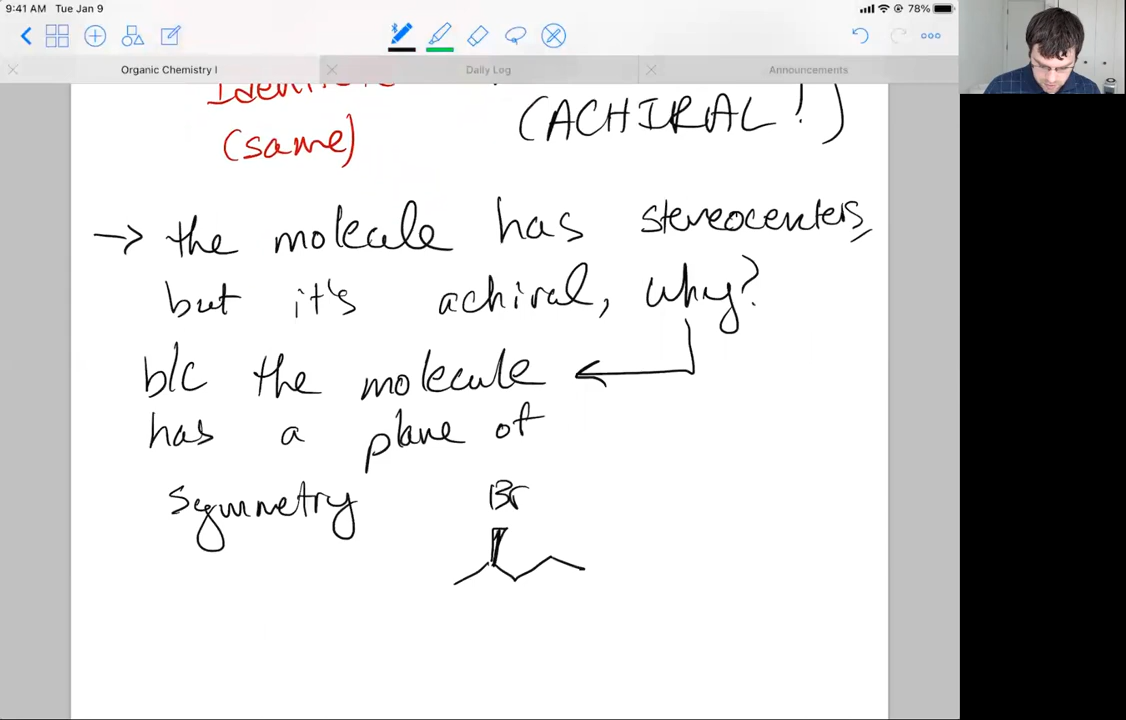 9:41 AM Tue Jan 9
78%
Organic Chemistry I
Daily Log
Announcements
(same)
(ACHIRAL!)
→ the molecule has stereocenters,
but it's achiral, why?
b/c the molecule
has a plane of
symmetry
Br